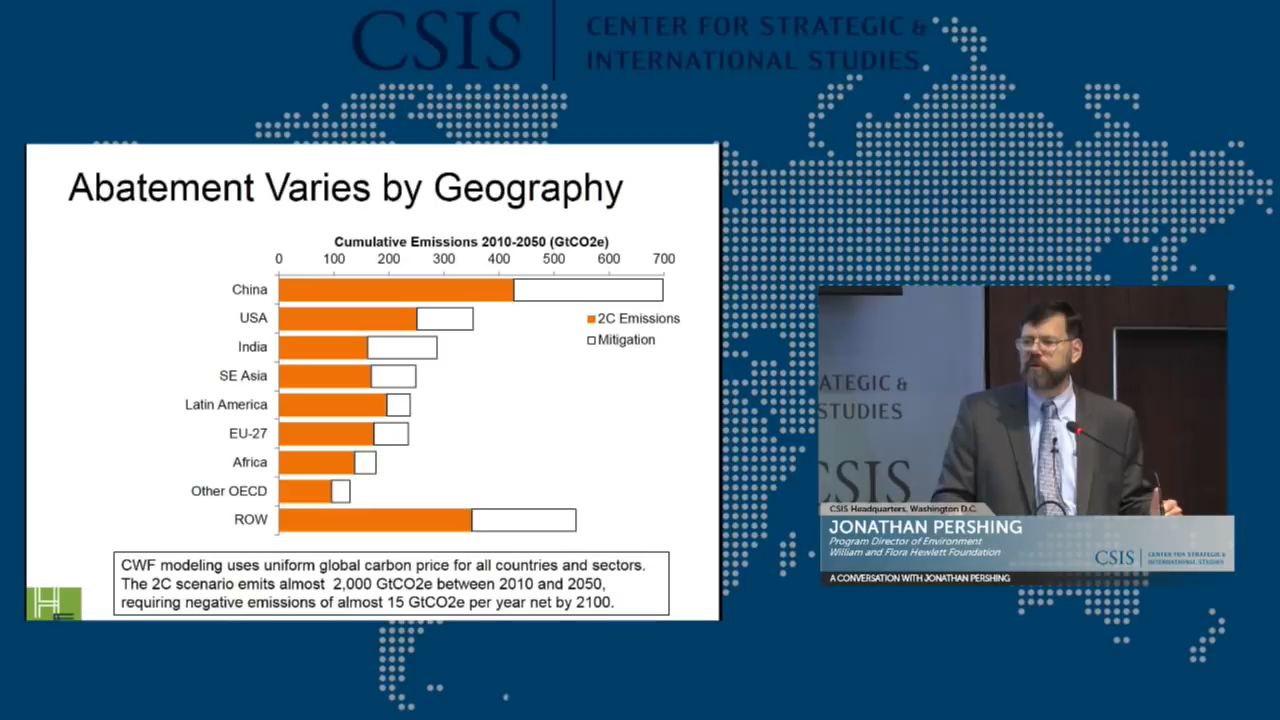 CSIS
CENTER FOR STRATEGIC &
INTERNATIONAL STUDIES
Abatement Varies by Geography
Cumulative Emissions 2010-2050 (GtCO2e)
0 100 200 300 400 500 600 700
China
USA
India
SE Asia
Latin America
EU-27
Africa
Other OECD
ROW
2C Emissions
Mitigation
CWF modeling uses uniform global carbon price for all countries and sectors.
The 2C scenario emits almost 2,000 GtCO2e between 2010 and 2050,
requiring negative emissions of almost 15 GtCO2e per year net by 2100.
H
ATEGIC &
STUDIES
CSIS
CSIS Headquarters, Washington D.C.
JONATHAN PERSHING
Program Director of Environment
William and Flora Hewlett Foundation
CSIS
CENTER FOR STRATEGIC &
INTERNATIONAL STUDIES
A CONVERSATION WITH JONATHAN PERSHING